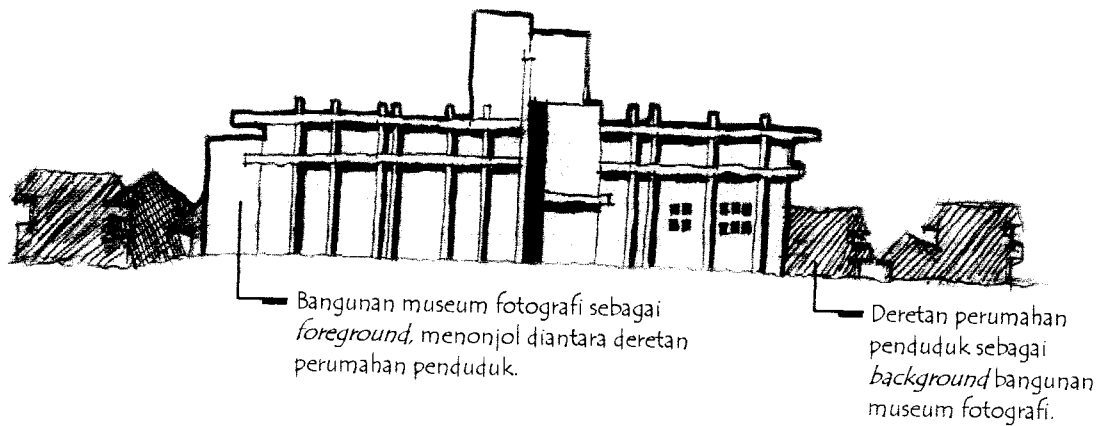 Bangunan museum fotografi sebagai
foreground, menonjol diantara deretan
perumahan penduduk.
Deretan perumahan
penduduk sebagai
background bangunan
museum fotografi.